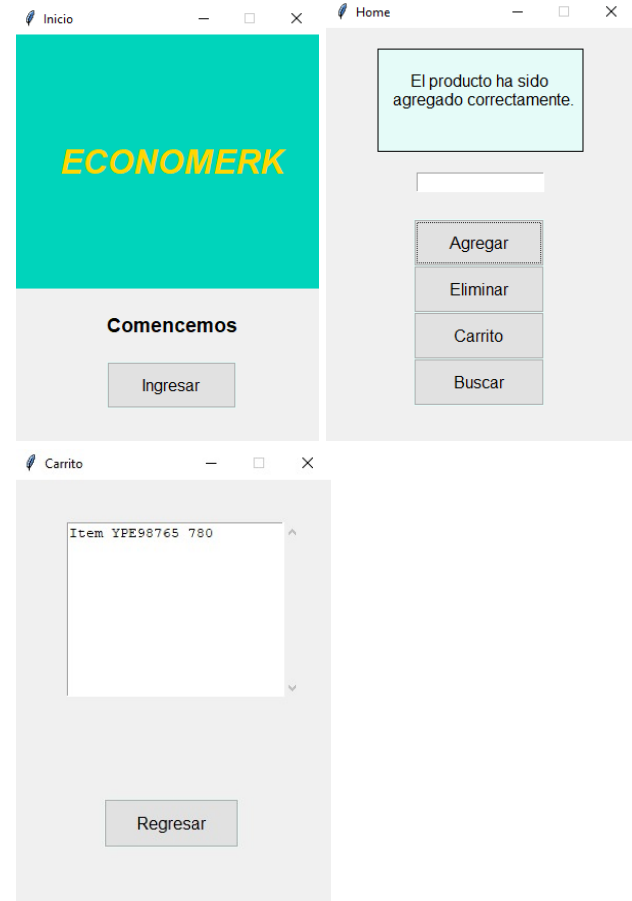 Inicio
ECONOMERK
Comencemos
Ingresar
Home
El producto ha sido
agregado correctamente.
Agregar
Eliminar
Carrito
Buscar
Carrito
Item YPE98765 780
Regresar